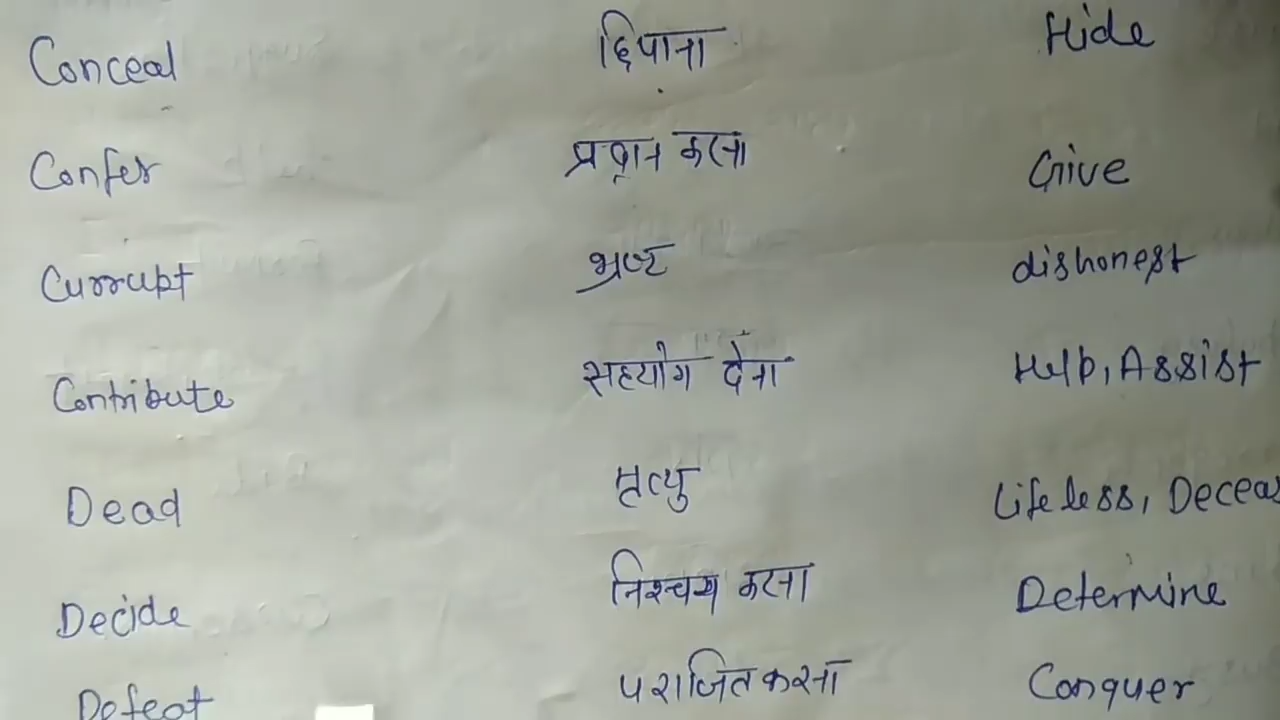 Conceal छिपाना Hide
Confer प्रदान करना Give
Currupt भ्रष्ट dishonest
Contribute सहयोग देना Help, Assist
Dead मृत्यु Lifeless, Deceas
Decide निश्चय करना Determine
Defeat पराजित करना Conquer